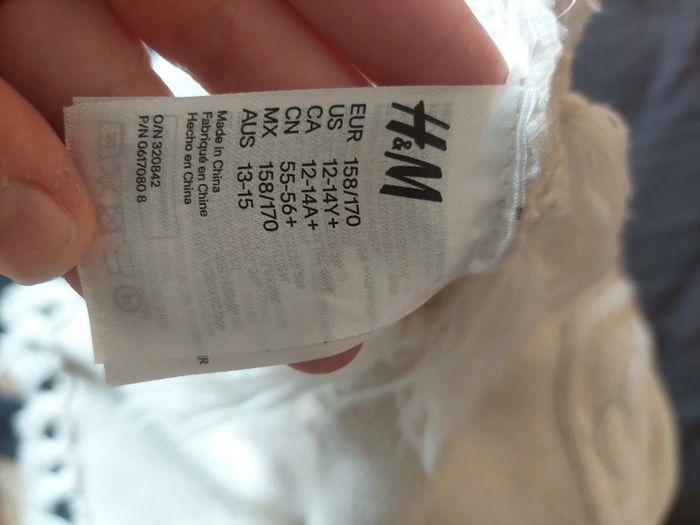 H&M
EUR 158/170
US 12-14Y+
CA 12-14A+
CN 55-56+
MX 158/170
AUS 13-15
Made in China
Fabriqué en Chine
Hecho en China
O/N 320842
P/N 0617080 8